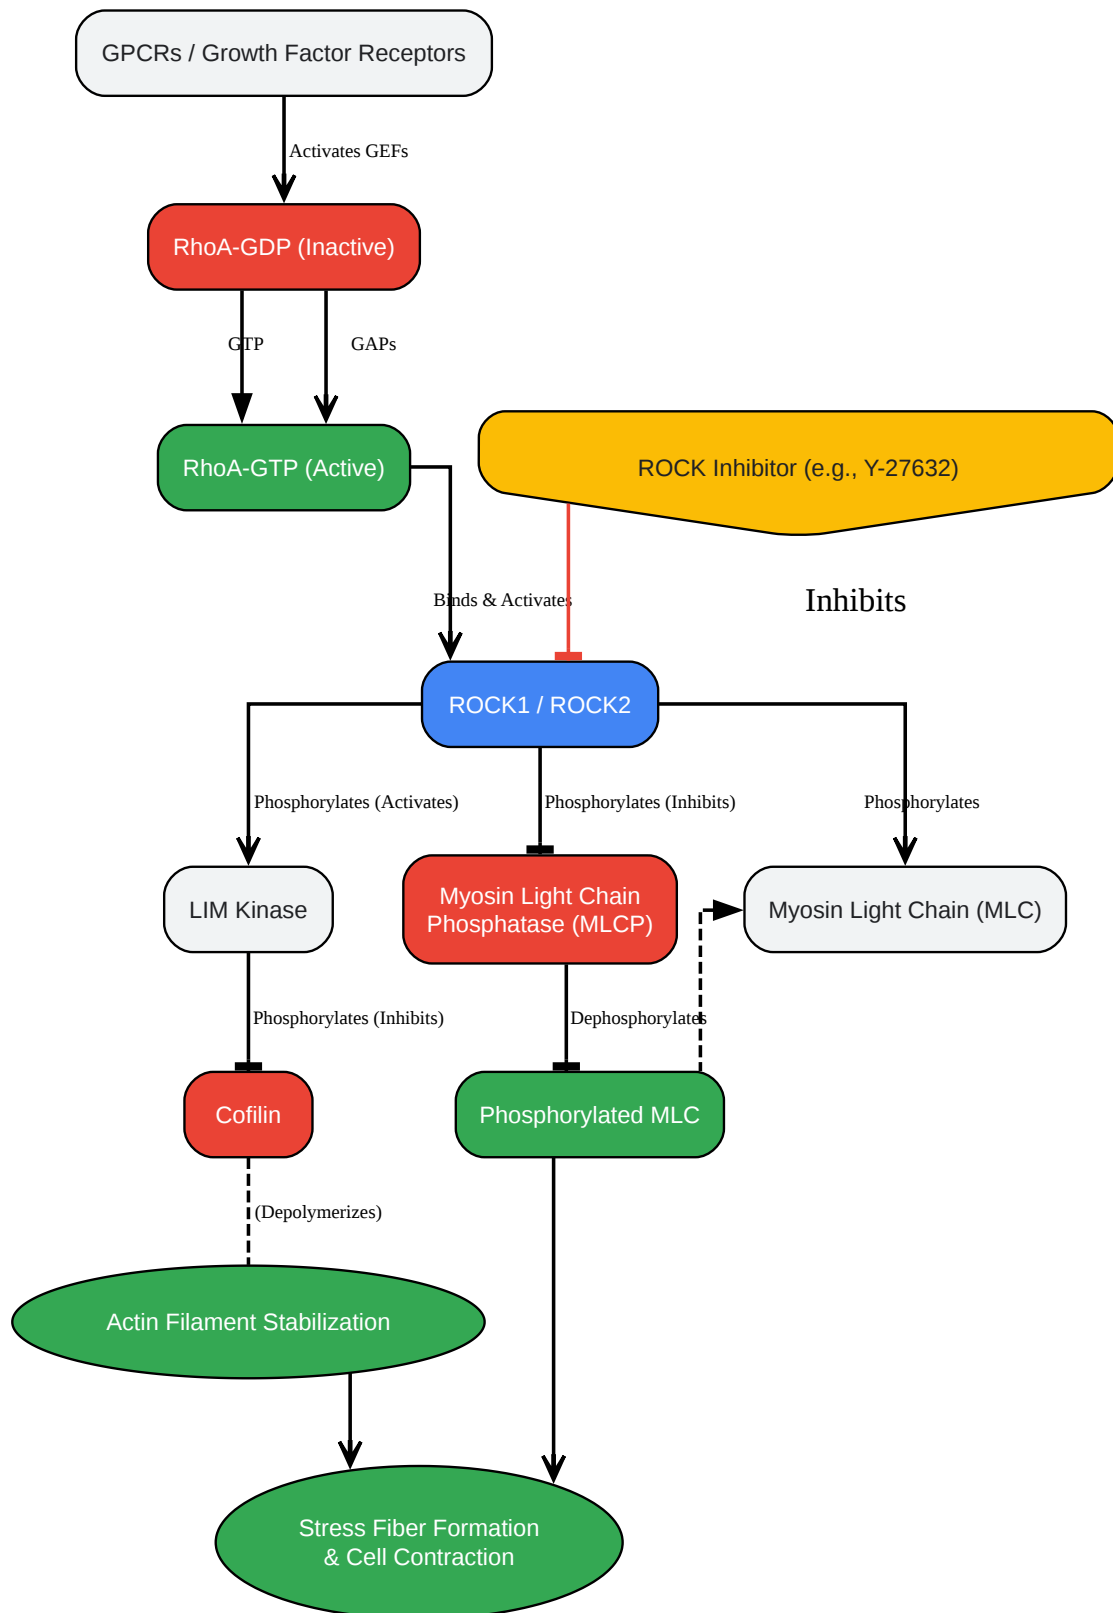 GPCRs / Growth Factor Receptors
Activates GEFs
RhoA-GDP (Inactive)
GTP
GAPs
RhoA-GTP (Active)
ROCK Inhibitor (e.g., Y-27632)
Binds & Activates
Inhibits
ROCK1 / ROCK2
Phosphorylates (Activates)
Phosphorylates (Inhibits)
Phosphorylates
LIM Kinase
Myosin Light Chain
Phosphatase (MLCP)
Myosin Light Chain (MLC)
Phosphorylates (Inhibits)
Dephosphorylates
Cofilin
Phosphorylated MLC
(Depolymerizes)
Actin Filament Stabilization
Stress Fiber Formation
& Cell Contraction